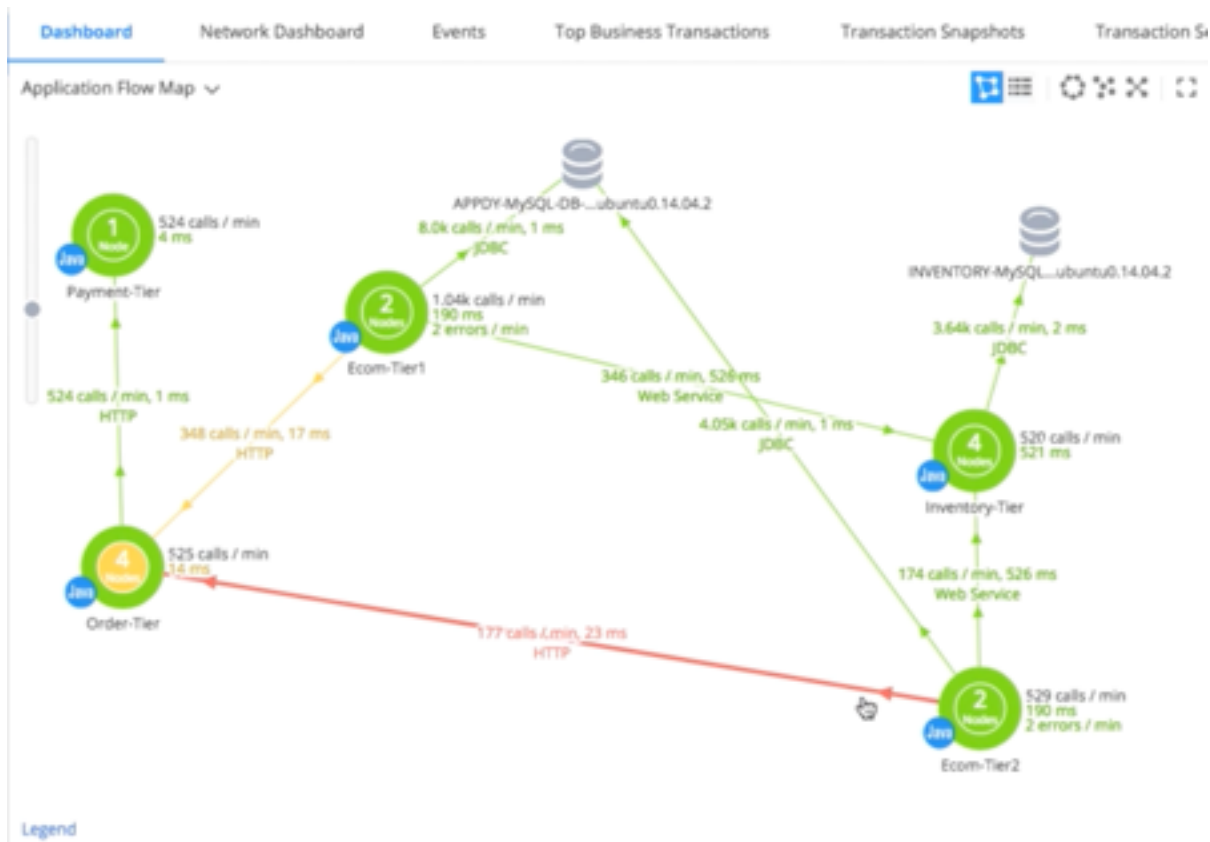 Dashboard
Network Dashboard
Events
Top Business Transactions
Transaction Snapshots
Transaction Se
Application Flow Map
APPDY-MySQL-DB-...ubuntu0.14.04.2
8.0k calls / min, 1 ms
JDBC
1
Node
Java
524 calls / min
4 ms
Payment-Tier
INVENTORY-MySQL...ubuntu0.14.04.2
3.64k calls / min, 2 ms
JDBC
2
Nodes
Java
1.04k calls / min
190 ms
2 errors / min
Ecom-Tier1
524 calls / min, 1 ms
HTTP
346 calls / min, 526 ms
Web Service
348 calls / min, 17 ms
HTTP
4.05k calls / min, 1 ms
JDBC
4
Nodes
Java
520 calls / min
521 ms
Inventory-Tier
4
Nodes
Java
525 calls / min
14 ms
Order-Tier
174 calls / min, 526 ms
Web Service
177 calls / min, 23 ms
HTTP
2
Nodes
Java
529 calls / min
190 ms
2 errors / min
Ecom-Tier2
Legend